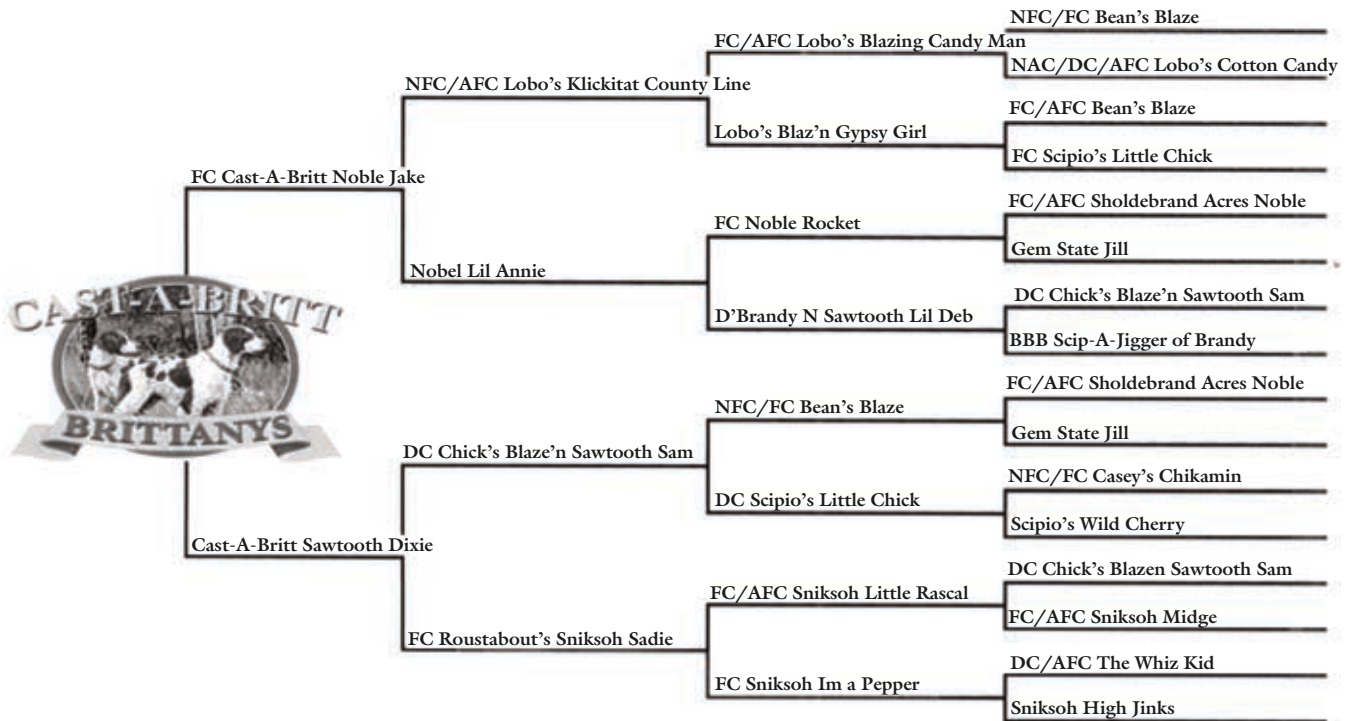 NFC/FC Bean's Blaze
FC/AFC Lobo's Blazing Candy Man
NAC/DC/AFC Lobo's Cotton Candy
NFC/AFC Lobo's Klickitat County Line
FC/AFC Bean's Blaze
Lobo's Blaz'n Gypsy Girl
FC Scipio's Little Chick
FC Cast-A-Britt Noble Jake
FC/AFC Sholdebrand Acres Noble
FC Noble Rocket
Gem State Jill
Nobel Lil Annie
DC Chick's Blaze'n Sawtooth Sam
D'Brandy N Sawtooth Lil Deb
BBB Scip-A-Jigger of Brandy
CAST-A-BRITT
BRITTANYS
FC/AFC Sholdebrand Acres Noble
NFC/FC Bean's Blaze
Gem State Jill
DC Chick's Blaze'n Sawtooth Sam
NFC/FC Casey's Chikamin
DC Scipio's Little Chick
Scipio's Wild Cherry
Cast-A-Britt Sawtooth Dixie
DC Chick's Blazen Sawtooth Sam
FC/AFC Sniksoh Little Rascal
FC/AFC Sniksoh Midge
FC Roustabout's Sniksoh Sadie
DC/AFC The Whiz Kid
FC Sniksoh Im a Pepper
Sniksoh High Jinks